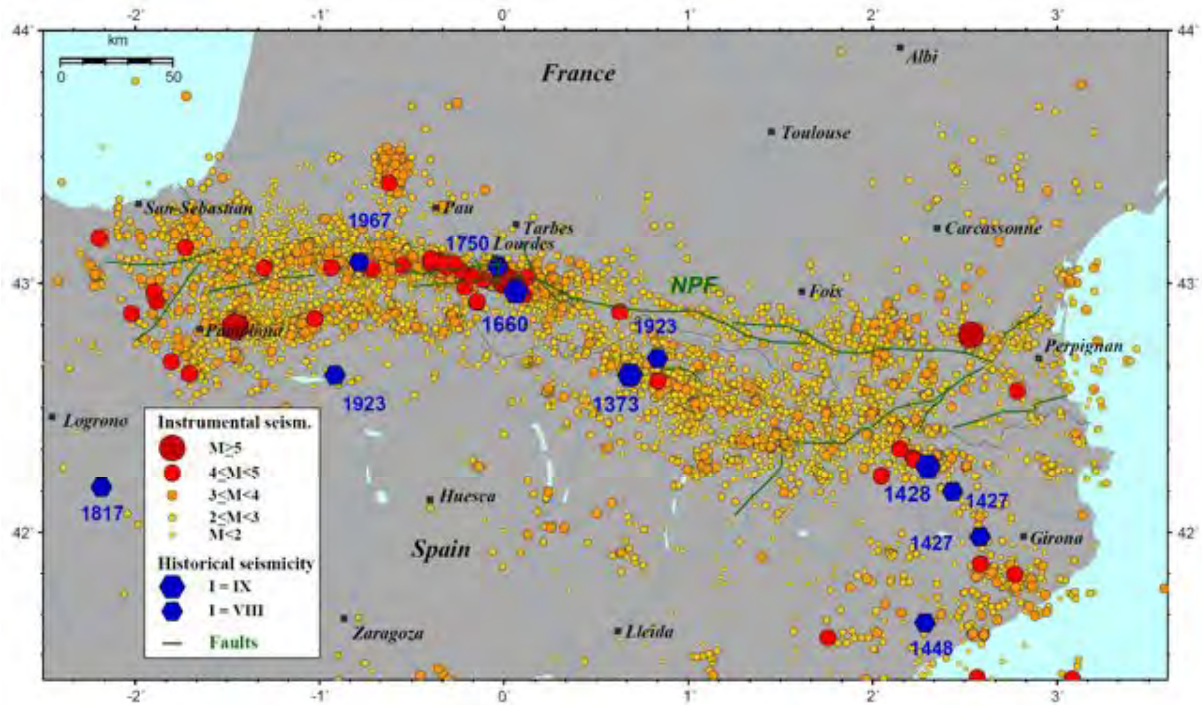 -2˚ -1˚ 0˚ 1˚ 2˚ 3˚
44˚ 44˚
km
0 50
France
Albi
Toulouse
San-Sebastian
1967
Pau
Tarbes
1750 Lourdes
Carcassonne
43˚ 43˚
NPF
Foix
1660
1923
Pamplona
Perpignan
1923
1373
Logrono
Instrumental seism.
M≥5
4≤M<5
3≤M<4
2≤M<3
M<2
Historical seismicity
I = IX
I = VIII
Faults
1817
Huesca
1428
1427
42˚ 42˚
Spain
1427
Girona
Zaragoza
Lleida
1448
-2˚ -1˚ 0˚ 1˚ 2˚ 3˚